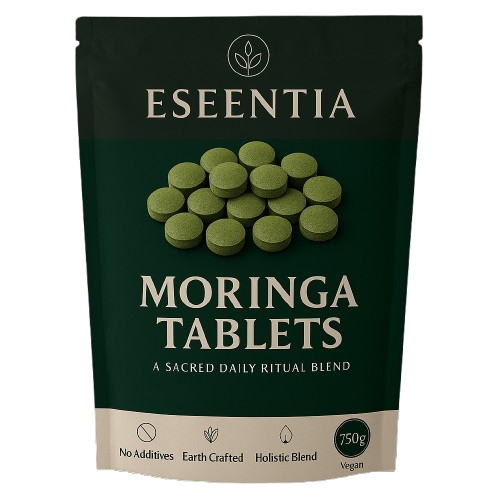 ESEENTIA
MORINGA
TABLETS
A SACRED DAILY RITUAL BLEND
No Additives
Earth Crafted
Holistic Blend
750g
Vegan